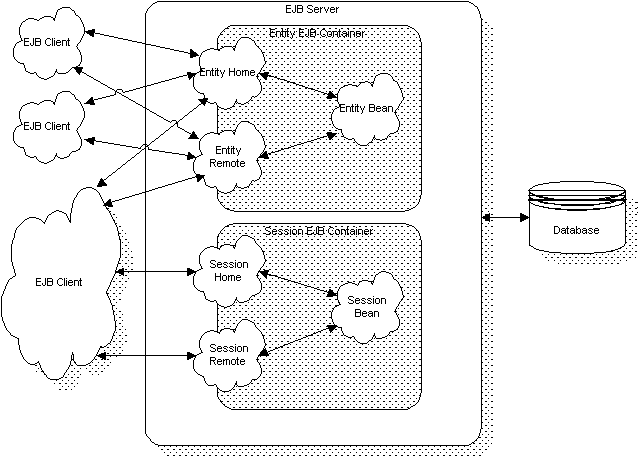 EJB Server
Entity EJB Container
EJB Client
Entity Home
Entity Bean
EJB Client
Entity
Remote
Database
Session EJB Container
Session
Home
EJB Client
Session
Bean
Session
Remote